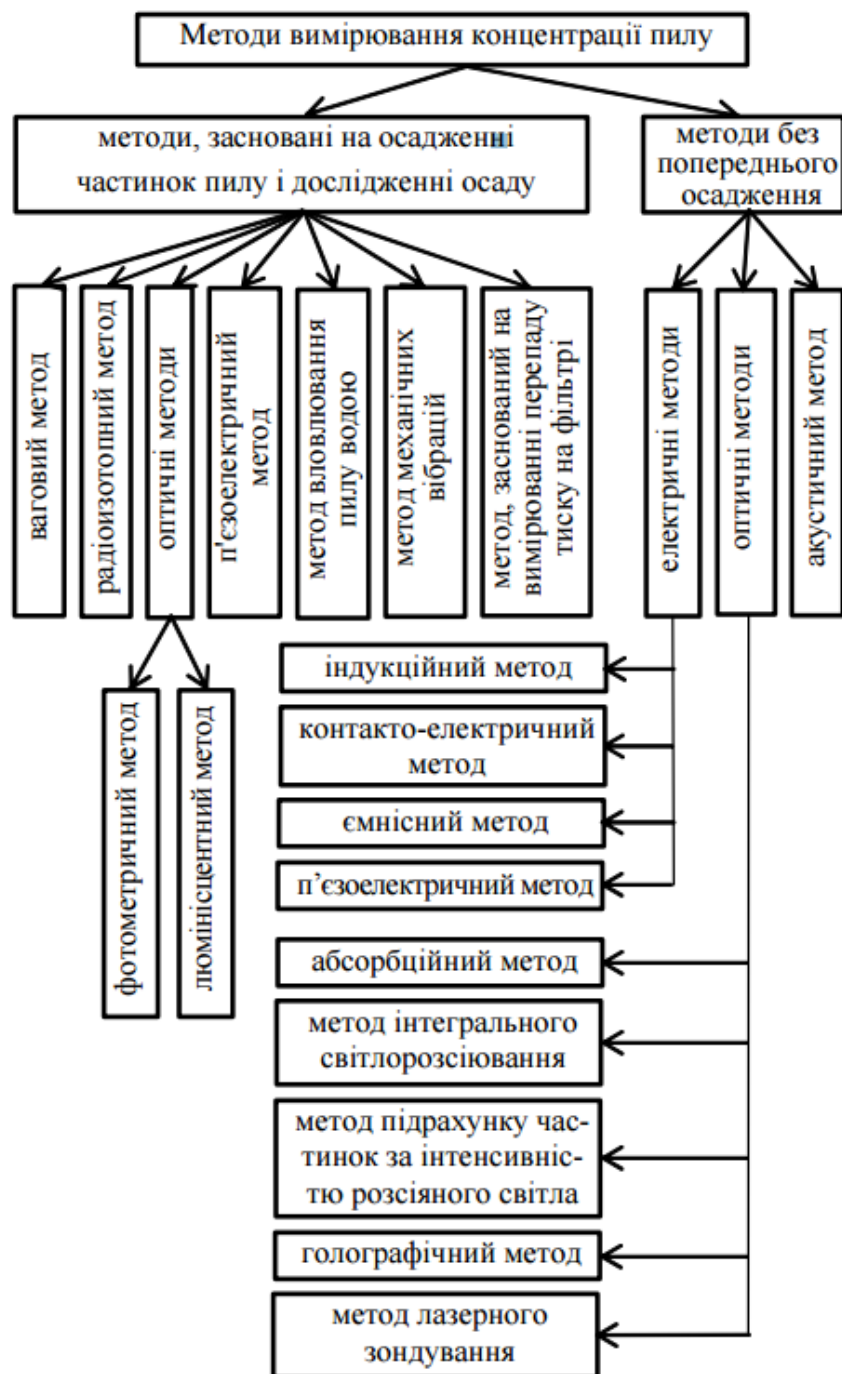 Методи вимірювання концентрації пилу
методи, засновані на осадженні
частинок пилу і дослідженні осаду
методи без
попереднього
осадження
ваговий метод
радіоизотопний метод
оптичні методи
п'єзоелектричний
метод
метод вловлювання
пилу водою
метод механічних
вібрацій
метод, заснований на
вимірюванні перепаду
тиску на фільтрі
електричні методи
оптичні методи
акустичний метод
фотометричний метод
люмінісцентний метод
індукційний метод
контакто-електричний
метод
ємнісний метод
п’єзоелектричний метод
абсорбційний метод
метод інтегрального
світлорозсіювання
метод підрахунку час-
тинок за інтенсивніс-
тю розсіяного світла
голографічний метод
метод лазерного
зондування